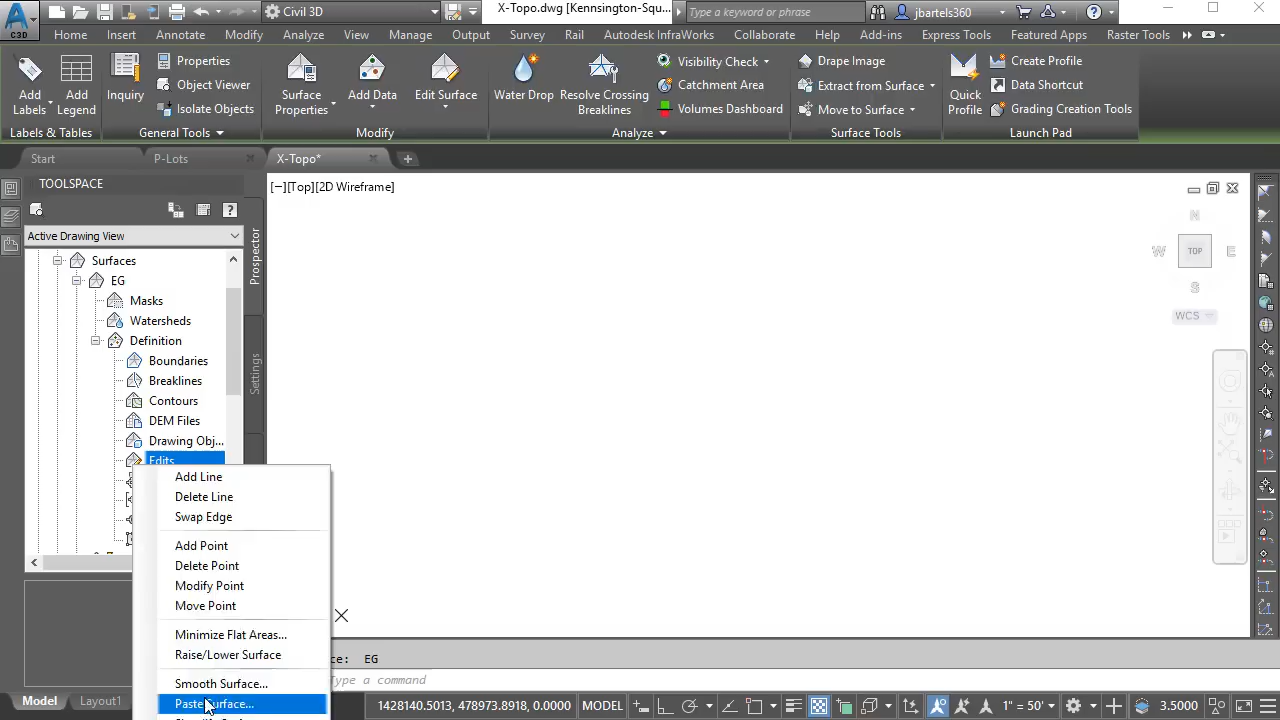 Civil 3D
X-Topo.dwg [Kennsington-Squ...
Type a keyword or phrase
jbartels360
C3D
Home Insert Annotate Modify Analyze View Manage Output Survey Rail Autodesk InfraWorks Collaborate Help Add-ins Express Tools Featured Apps Raster Tools
Add Labels
Add Legend
Labels & Tables
Inquiry
Properties
Object Viewer
Isolate Objects
General Tools
Surface Properties
Add Data
Edit Surface
Modify
Water Drop
Resolve Crossing Breaklines
Visibility Check
Catchment Area
Volumes Dashboard
Analyze
Drape Image
Extract from Surface
Move to Surface
Surface Tools
Quick Profile
Create Profile
Data Shortcut
Grading Creation Tools
Launch Pad
Start P-Lots X-Topo*
TOOLSPACE
Active Drawing View
Surfaces
EG
Masks
Watersheds
Definition
Boundaries
Breaklines
Contours
DEM Files
Drawing Obj...
Edits
Prospector
Settings
[−][Top][2D Wireframe]
N
W TOP E
S
WCS
Add Line
Delete Line
Swap Edge
Add Point
Delete Point
Modify Point
Move Point
Minimize Flat Areas...
Raise/Lower Surface
Smooth Surface...
Paste Surface...
ce: EG
Type a command
Model Layout1
1428140.5013, 478973.8918, 0.0000 MODEL 1" = 50' 3.5000